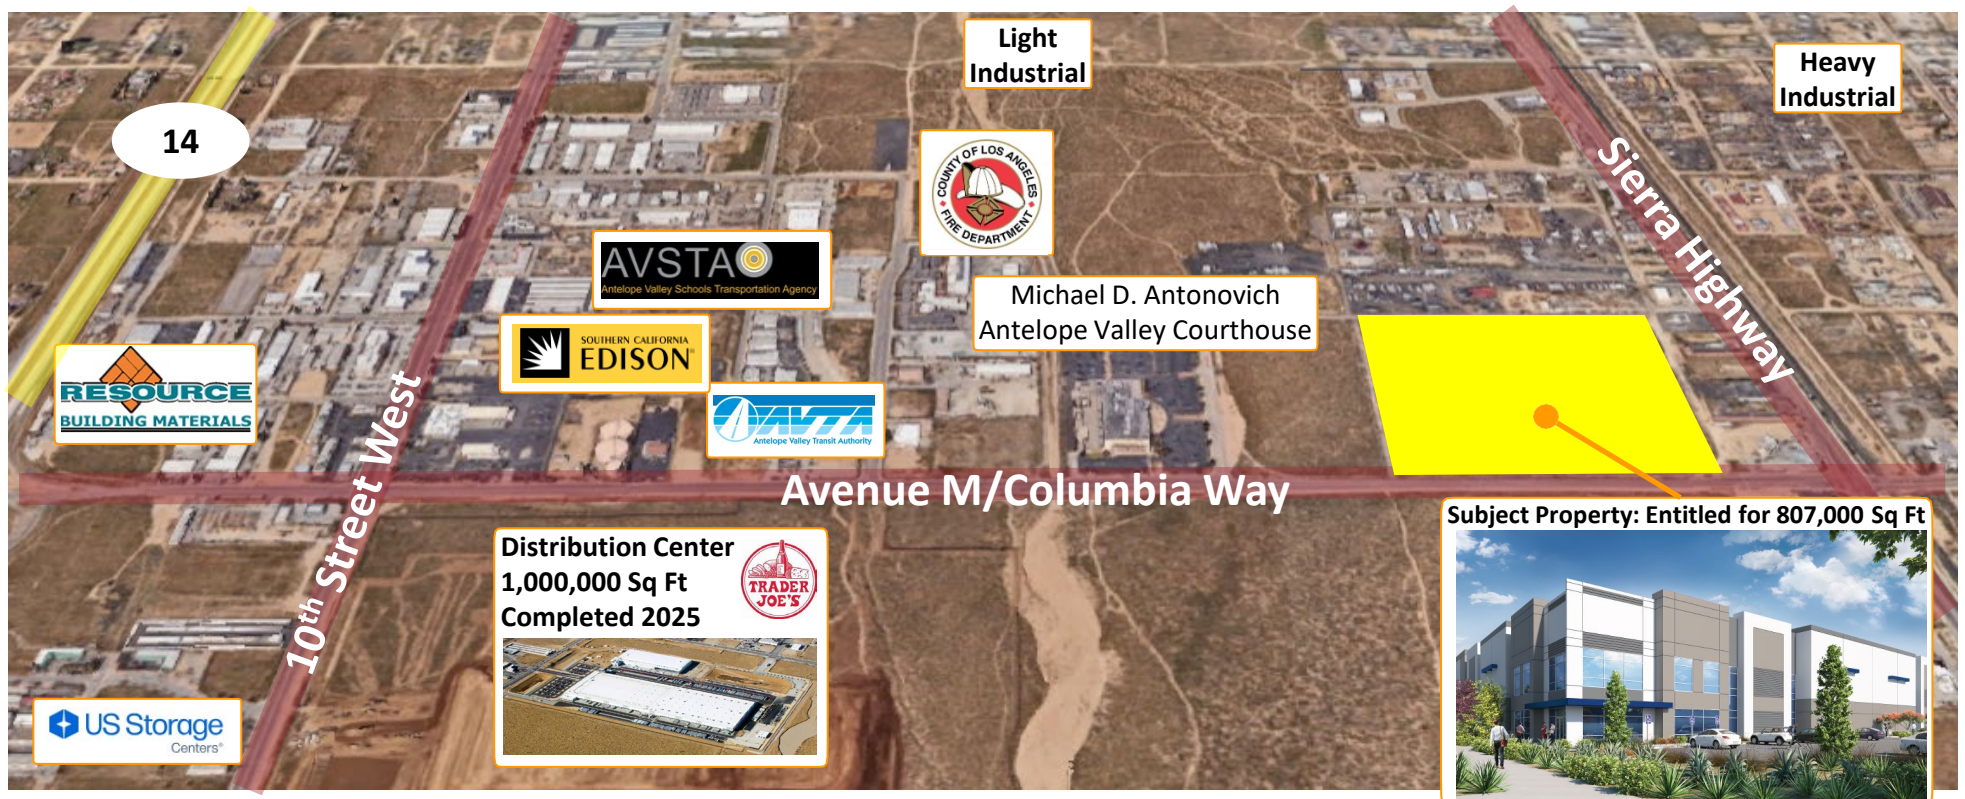 Light
Industrial
Heavy
Industrial
14
COUNTY OF LOS ANGELES
FIRE DEPARTMENT
Sierra Highway
AVSTA
Antelope Valley Schools Transportation Agency
Michael D. Antonovich
Antelope Valley Courthouse
SOUTHERN CALIFORNIA
EDISON®
RESOURCE
BUILDING MATERIALS
AVTA
Antelope Valley Transit Authority
10th Street West
Avenue M/Columbia Way
Subject Property: Entitled for 807,000 Sq Ft
Distribution Center
1,000,000 Sq Ft
Completed 2025
TRADER
JOE'S
US Storage
Centers®